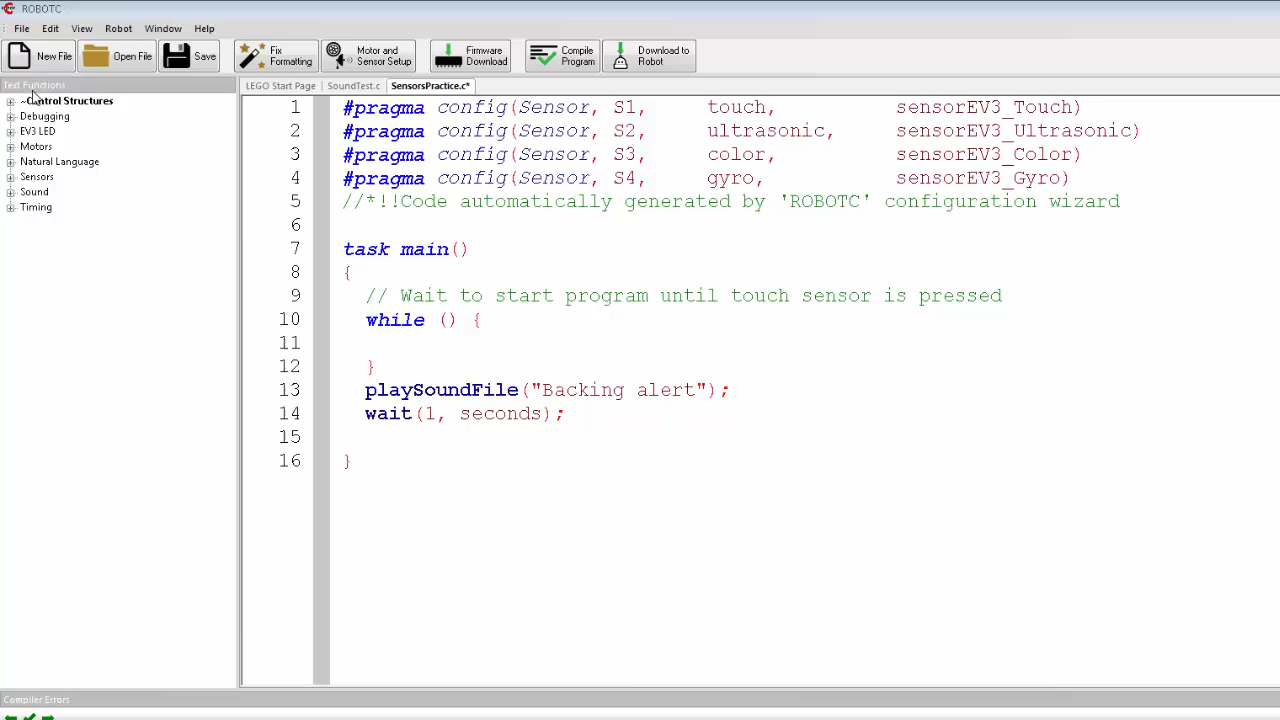 ROBOTC
File Edit View Robot Window Help
New File Open File Save Fix Formatting Motor and Sensor Setup Firmware Download Compile Program Download to Robot
Text Functions
LEGO Start Page SoundTest.c SensorsPractice.c*
~Control Structures
Debugging
EV3 LED
Motors
Natural Language
Sensors
Sound
Timing
1 #pragma config(Sensor, S1, touch, sensorEV3_Touch)
2 #pragma config(Sensor, S2, ultrasonic, sensorEV3_Ultrasonic)
3 #pragma config(Sensor, S3, color, sensorEV3_Color)
4 #pragma config(Sensor, S4, gyro, sensorEV3_Gyro)
5 //*!!Code automatically generated by 'ROBOTC' configuration wizard
6
7 task main()
8 {
9 // Wait to start program until touch sensor is pressed
10 while () {
11
12 }
13 playSoundFile("Backing alert");
14 wait(1, seconds);
15
16 }
Compiler Errors